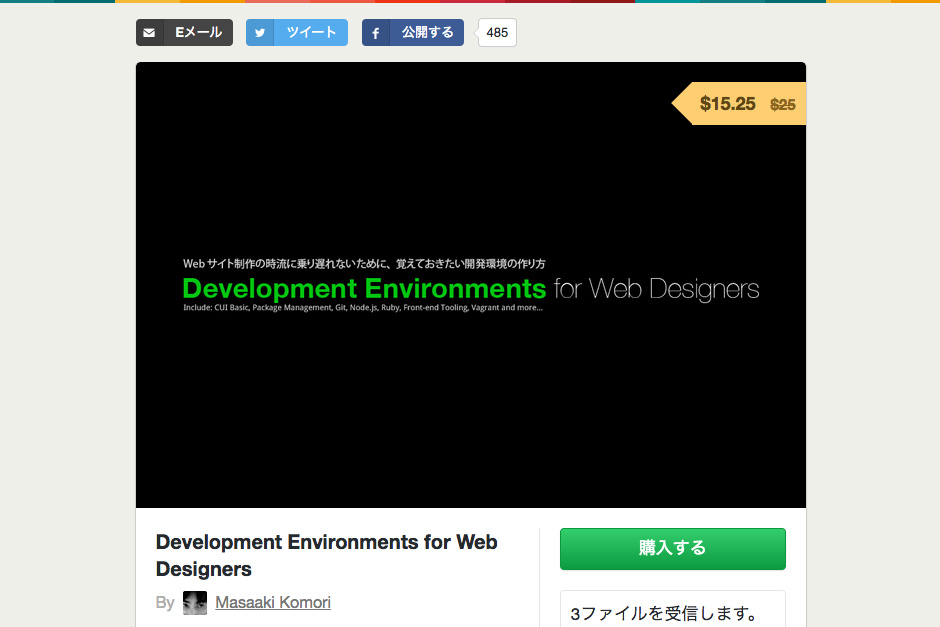 Eメール ツイート 公開する 485
$15.25 $25
Webサイト制作の時流に乗り遅れないために、覚えておきたい開発環境の作り方
Development Environments for Web Designers
Include: CUI Basic, Package Management, Git, Node.js, Ruby, Front-end Tooling, Vagrant and more...
Development Environments for Web
Designers
By Masaaki Komori
購入する
3ファイルを受信します。